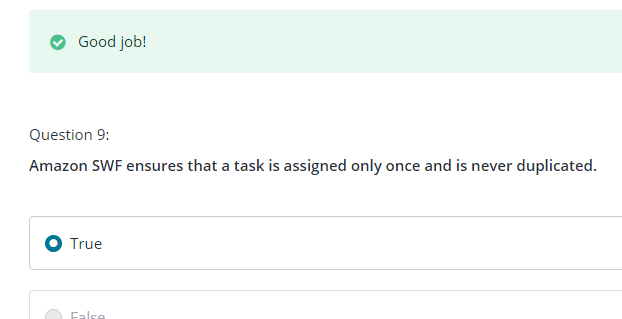 Good job!
Question 9:
Amazon SWF ensures that a task is assigned only once and is never duplicated.
True
False